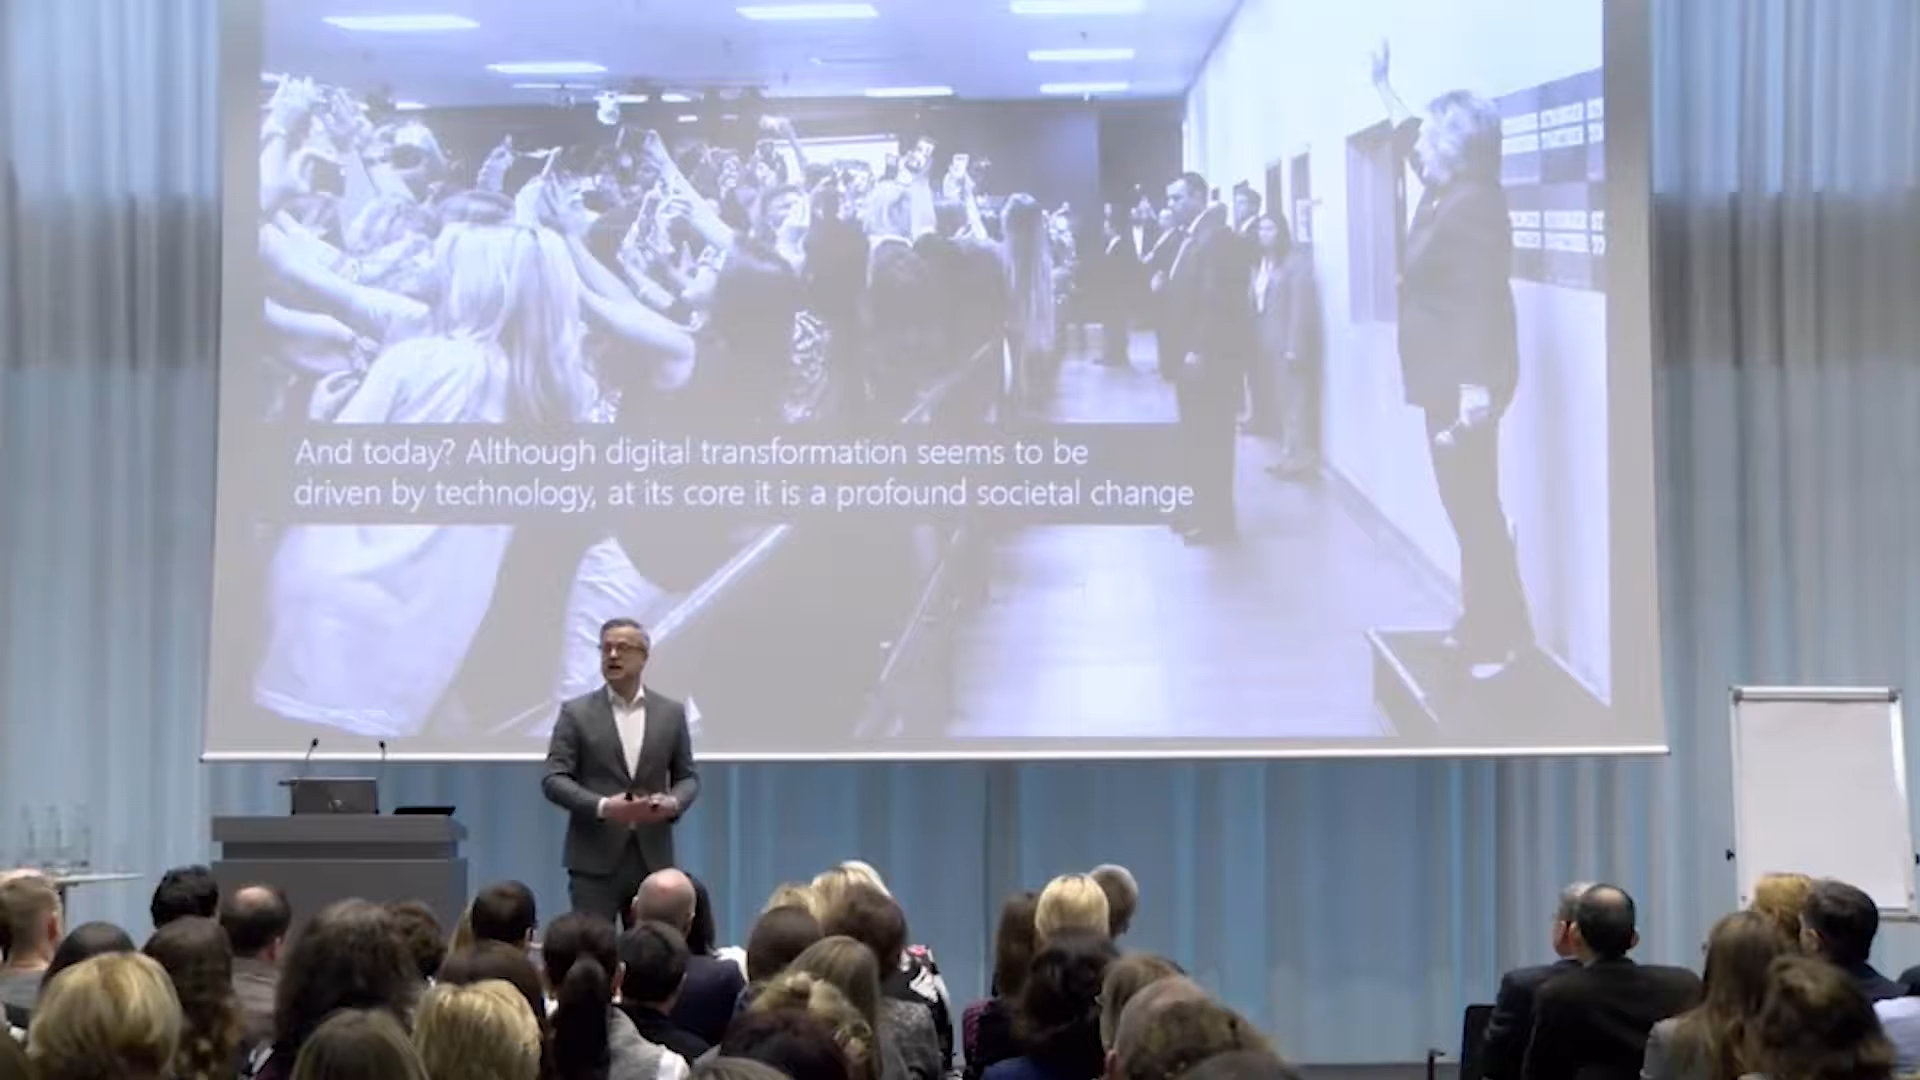 And today? Although digital transformation seems to be
driven by technology, at its core it is a profound societal change